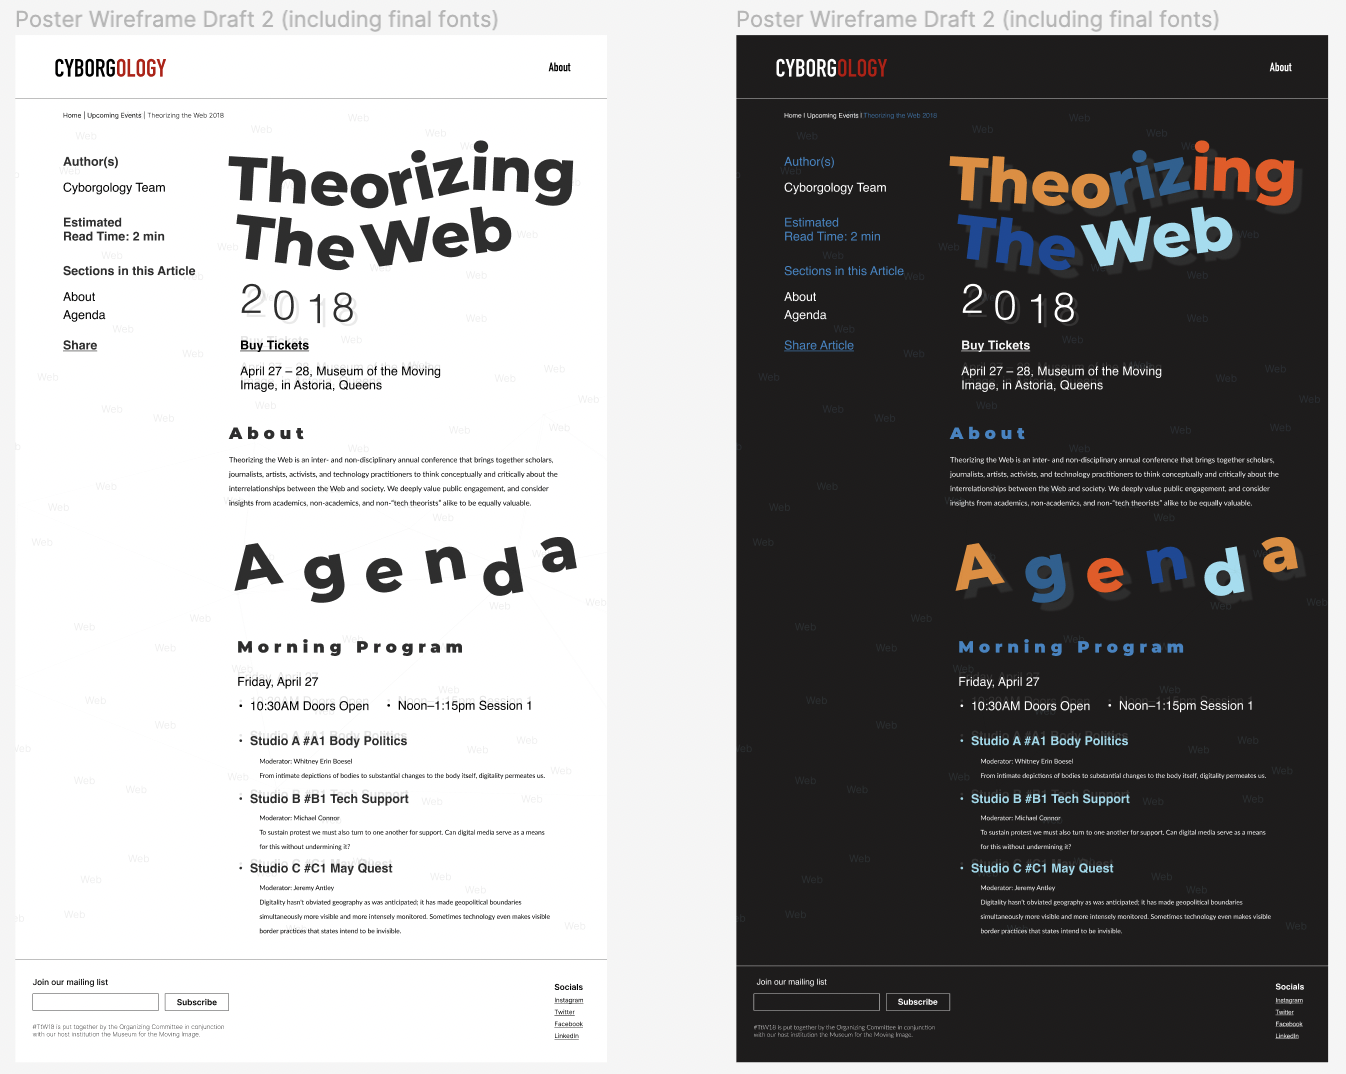 Poster Wireframe Draft 2 (including final fonts)
CYBORGOLOGY
About
Home | Upcoming Events | Theorizing the Web 2018
Author(s)
Cyborgology Team
Estimated
Read Time: 2 min
Sections in this Article
About
Agenda
Share
Theorizing
The Web
2018
Buy Tickets
April 27 – 28, Museum of the Moving
Image, in Astoria, Queens
About
Theorizing the Web is an inter- and non-disciplinary annual conference that brings together scholars,
journalists, artists, activists, and technology practitioners to think conceptually and critically about the
interrelationships between the Web and society. We deeply value public engagement, and consider
insights from academics, non-academics, and non-"tech theorists" alike to be equally valuable.
Agenda
Morning Program
Friday, April 27
• 10:30AM Doors Open • Noon–1:15pm Session 1
• Studio A #A1 Body Politics
Moderator: Whitney Erin Boesel
From intimate depictions of bodies to substantial changes to the body itself, digitality permeates us.
• Studio B #B1 Tech Support
Moderator: Michael Connor
To sustain protest we must also turn to one another for support. Can digital media serve as a means
for this without undermining it?
• Studio C #C1 May Quest
Moderator: Jeremy Antley
Digitality hasn't obviated geography as was anticipated; it has made geopolitical boundaries
simultaneously more visible and more intensely monitored. Sometimes technology even makes visible
border practices that states intend to be invisible.
Join our mailing list
Subscribe
#TtW18 is put together by the Organizing Committee in conjunction
with our host institution the Museum for the Moving Image.
Socials
Instagram
Twitter
Facebook
LinkedIn
Poster Wireframe Draft 2 (including final fonts)
CYBORGOLOGY
About
Home I Upcoming Events I Theorizing the Web 2018
Author(s)
Cyborgology Team
Estimated
Read Time: 2 min
Sections in this Article
About
Agenda
Share Article
Theorizing
The Web
2018
Buy Tickets
April 27 – 28, Museum of the Moving
Image, in Astoria, Queens
About
Theorizing the Web is an inter- and non-disciplinary annual conference that brings together scholars,
journalists, artists, activists, and technology practitioners to think conceptually and critically about the
interrelationships between the Web and society. We deeply value public engagement, and consider
insights from academics, non-academics, and non-"tech theorists" alike to be equally valuable.
Agenda
Morning Program
Friday, April 27
• 10:30AM Doors Open • Noon–1:15pm Session 1
• Studio A #A1 Body Politics
Moderator: Whitney Erin Boesel
From intimate depictions of bodies to substantial changes to the body itself, digitality permeates us.
• Studio B #B1 Tech Support
Moderator: Michael Connor
To sustain protest we must also turn to one another for support. Can digital media serve as a means
for this without undermining it?
• Studio C #C1 May Quest
Moderator: Jeremy Antley
Digitality hasn't obviated geography as was anticipated; it has made geopolitical boundaries
simultaneously more visible and more intensely monitored. Sometimes technology even makes visible
border practices that states intend to be invisible.
Join our mailing list
Subscribe
#TtW18 is put together by the Organizing Committee in conjunction
with our host institution the Museum for the Moving Image.
Socials
Instagram
Twitter
Facebook
LinkedIn